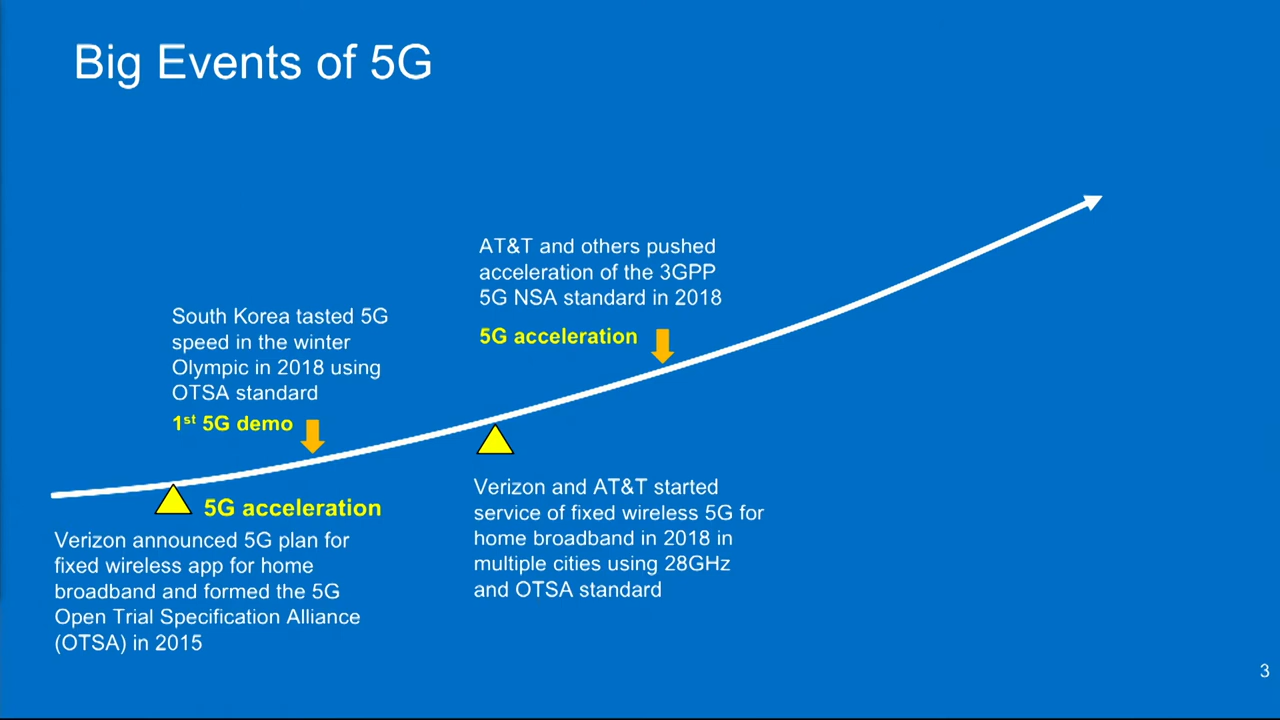 Big Events of 5G
AT&T and others pushed
acceleration of the 3GPP
5G NSA standard in 2018
5G acceleration
South Korea tasted 5G
speed in the winter
Olympic in 2018 using
OTSA standard
1st 5G demo
5G acceleration
Verizon announced 5G plan for
fixed wireless app for home
broadband and formed the 5G
Open Trial Specification Alliance
(OTSA) in 2015
Verizon and AT&T started
service of fixed wireless 5G for
home broadband in 2018 in
multiple cities using 28GHz
and OTSA standard
3